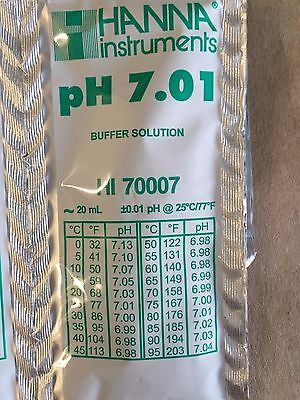 HANNA®
instruments
pH 7.01
BUFFER SOLUTION
HI 70007
~ 20 mL ±0.01 pH @ 25°C/77°F
°C °F pH °C °F pH
0 32 7.13 50 122 6.98
5 41 7.10 55 131 6.98
10 50 7.07 60 140 6.98
59 7.05 65 149 6.99
20 68 7.03 70 158 6.99
25 77 7.01 75 167 7.00
30 86 7.00 80 176 7.01
35 95 6.99 85 185 7.02
40 104 6.98 90 194 7.03
45 113 6.98 95 203 7.04